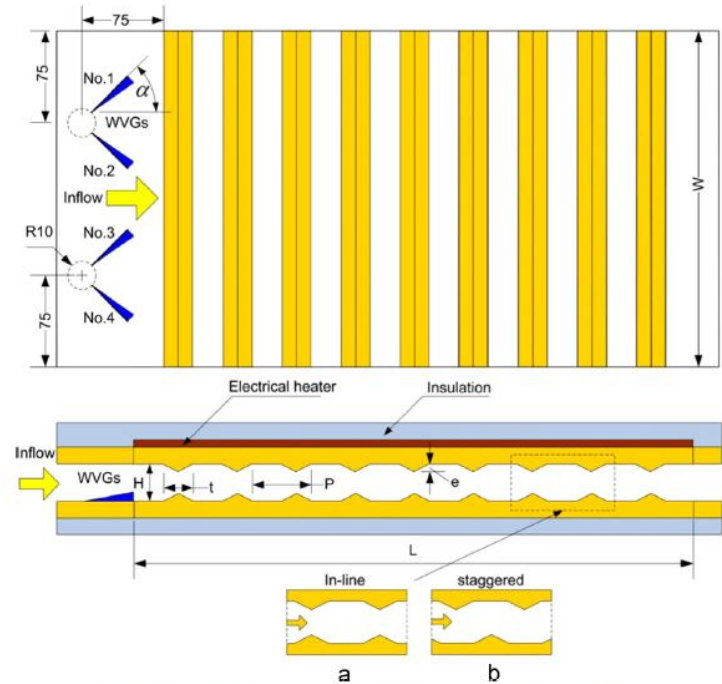 75
75
No.1
α
WVGs
No.2
Inflow
W
R10
No.3
75
No.4
Electrical heater
Insulation
Inflow
WVGs
H
t
P
e
L
In-line
staggered
a
b